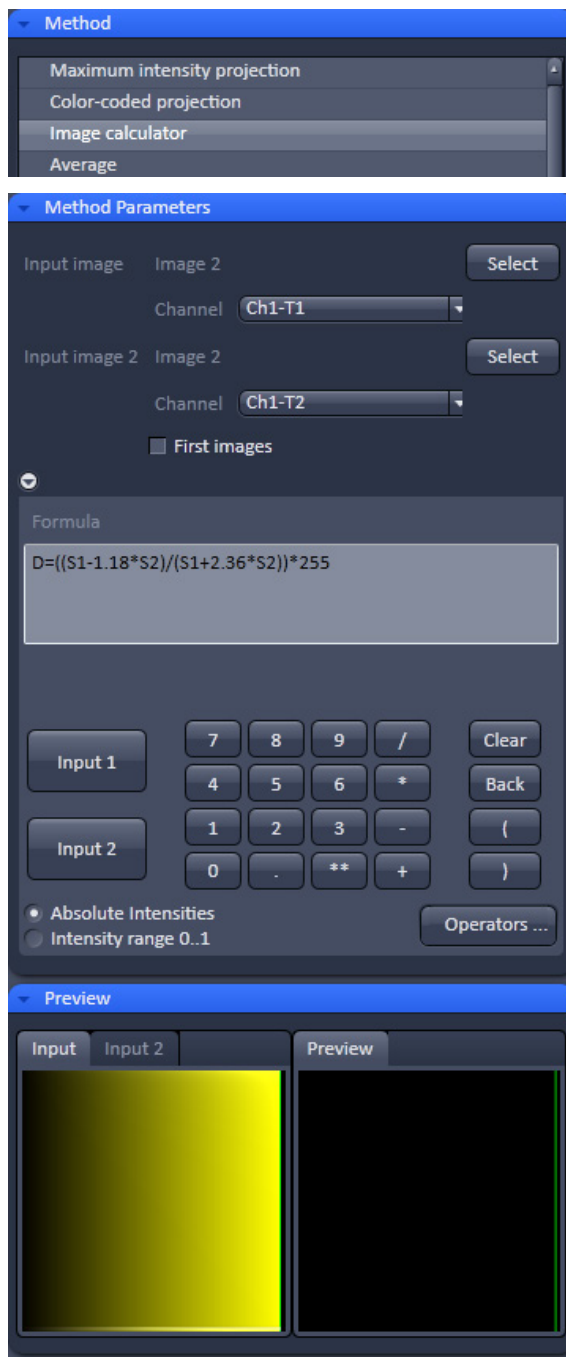 Method
Maximum intensity projection
Color-coded projection
Image calculator
Average
Method Parameters
Input image Image 2 Select
Channel Ch1-T1
Input image 2 Image 2 Select
Channel Ch1-T2
First images
Formula
D=((S1-1.18*S2)/(S1+2.36*S2))*255
Input 1
7 8 9 / Clear
4 5 6 * Back
Input 2
1 2 3 - (
0 . ** + )
Absolute Intensities
Intensity range 0..1
Operators ...
Preview
Input Input 2 Preview